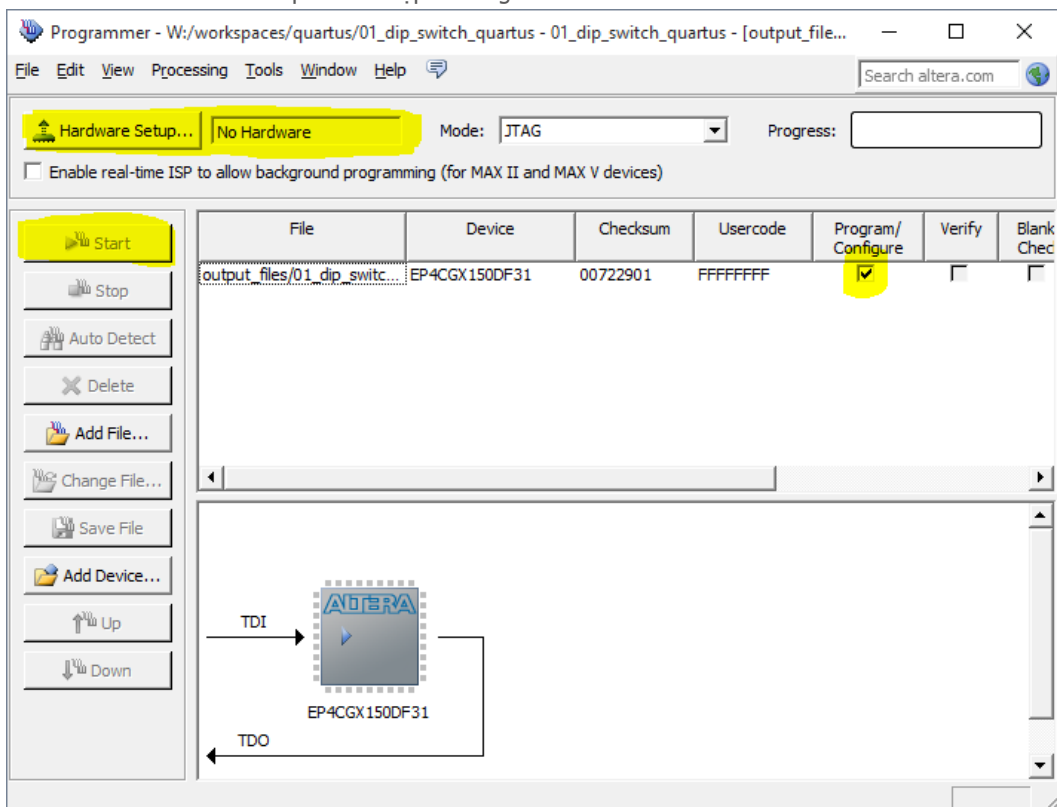 Programmer - W:/workspaces/quartus/01_dip_switch_quartus - 01_dip_switch_quartus - [output_file...
File Edit View Processing Tools Window Help
Search altera.com
Hardware Setup... No Hardware Mode: JTAG Progress:
Enable real-time ISP to allow background programming (for MAX II and MAX V devices)
Start
Stop
Auto Detect
Delete
Add File...
Change File...
Save File
Add Device...
Up
Down
File Device Checksum Usercode Program/ Verify Blank
Configure Chec
output_files/01_dip_switc... EP4CGX150DF31 00722901 FFFFFFFF
ALTERA
TDI
EP4CGX150DF31
TDO